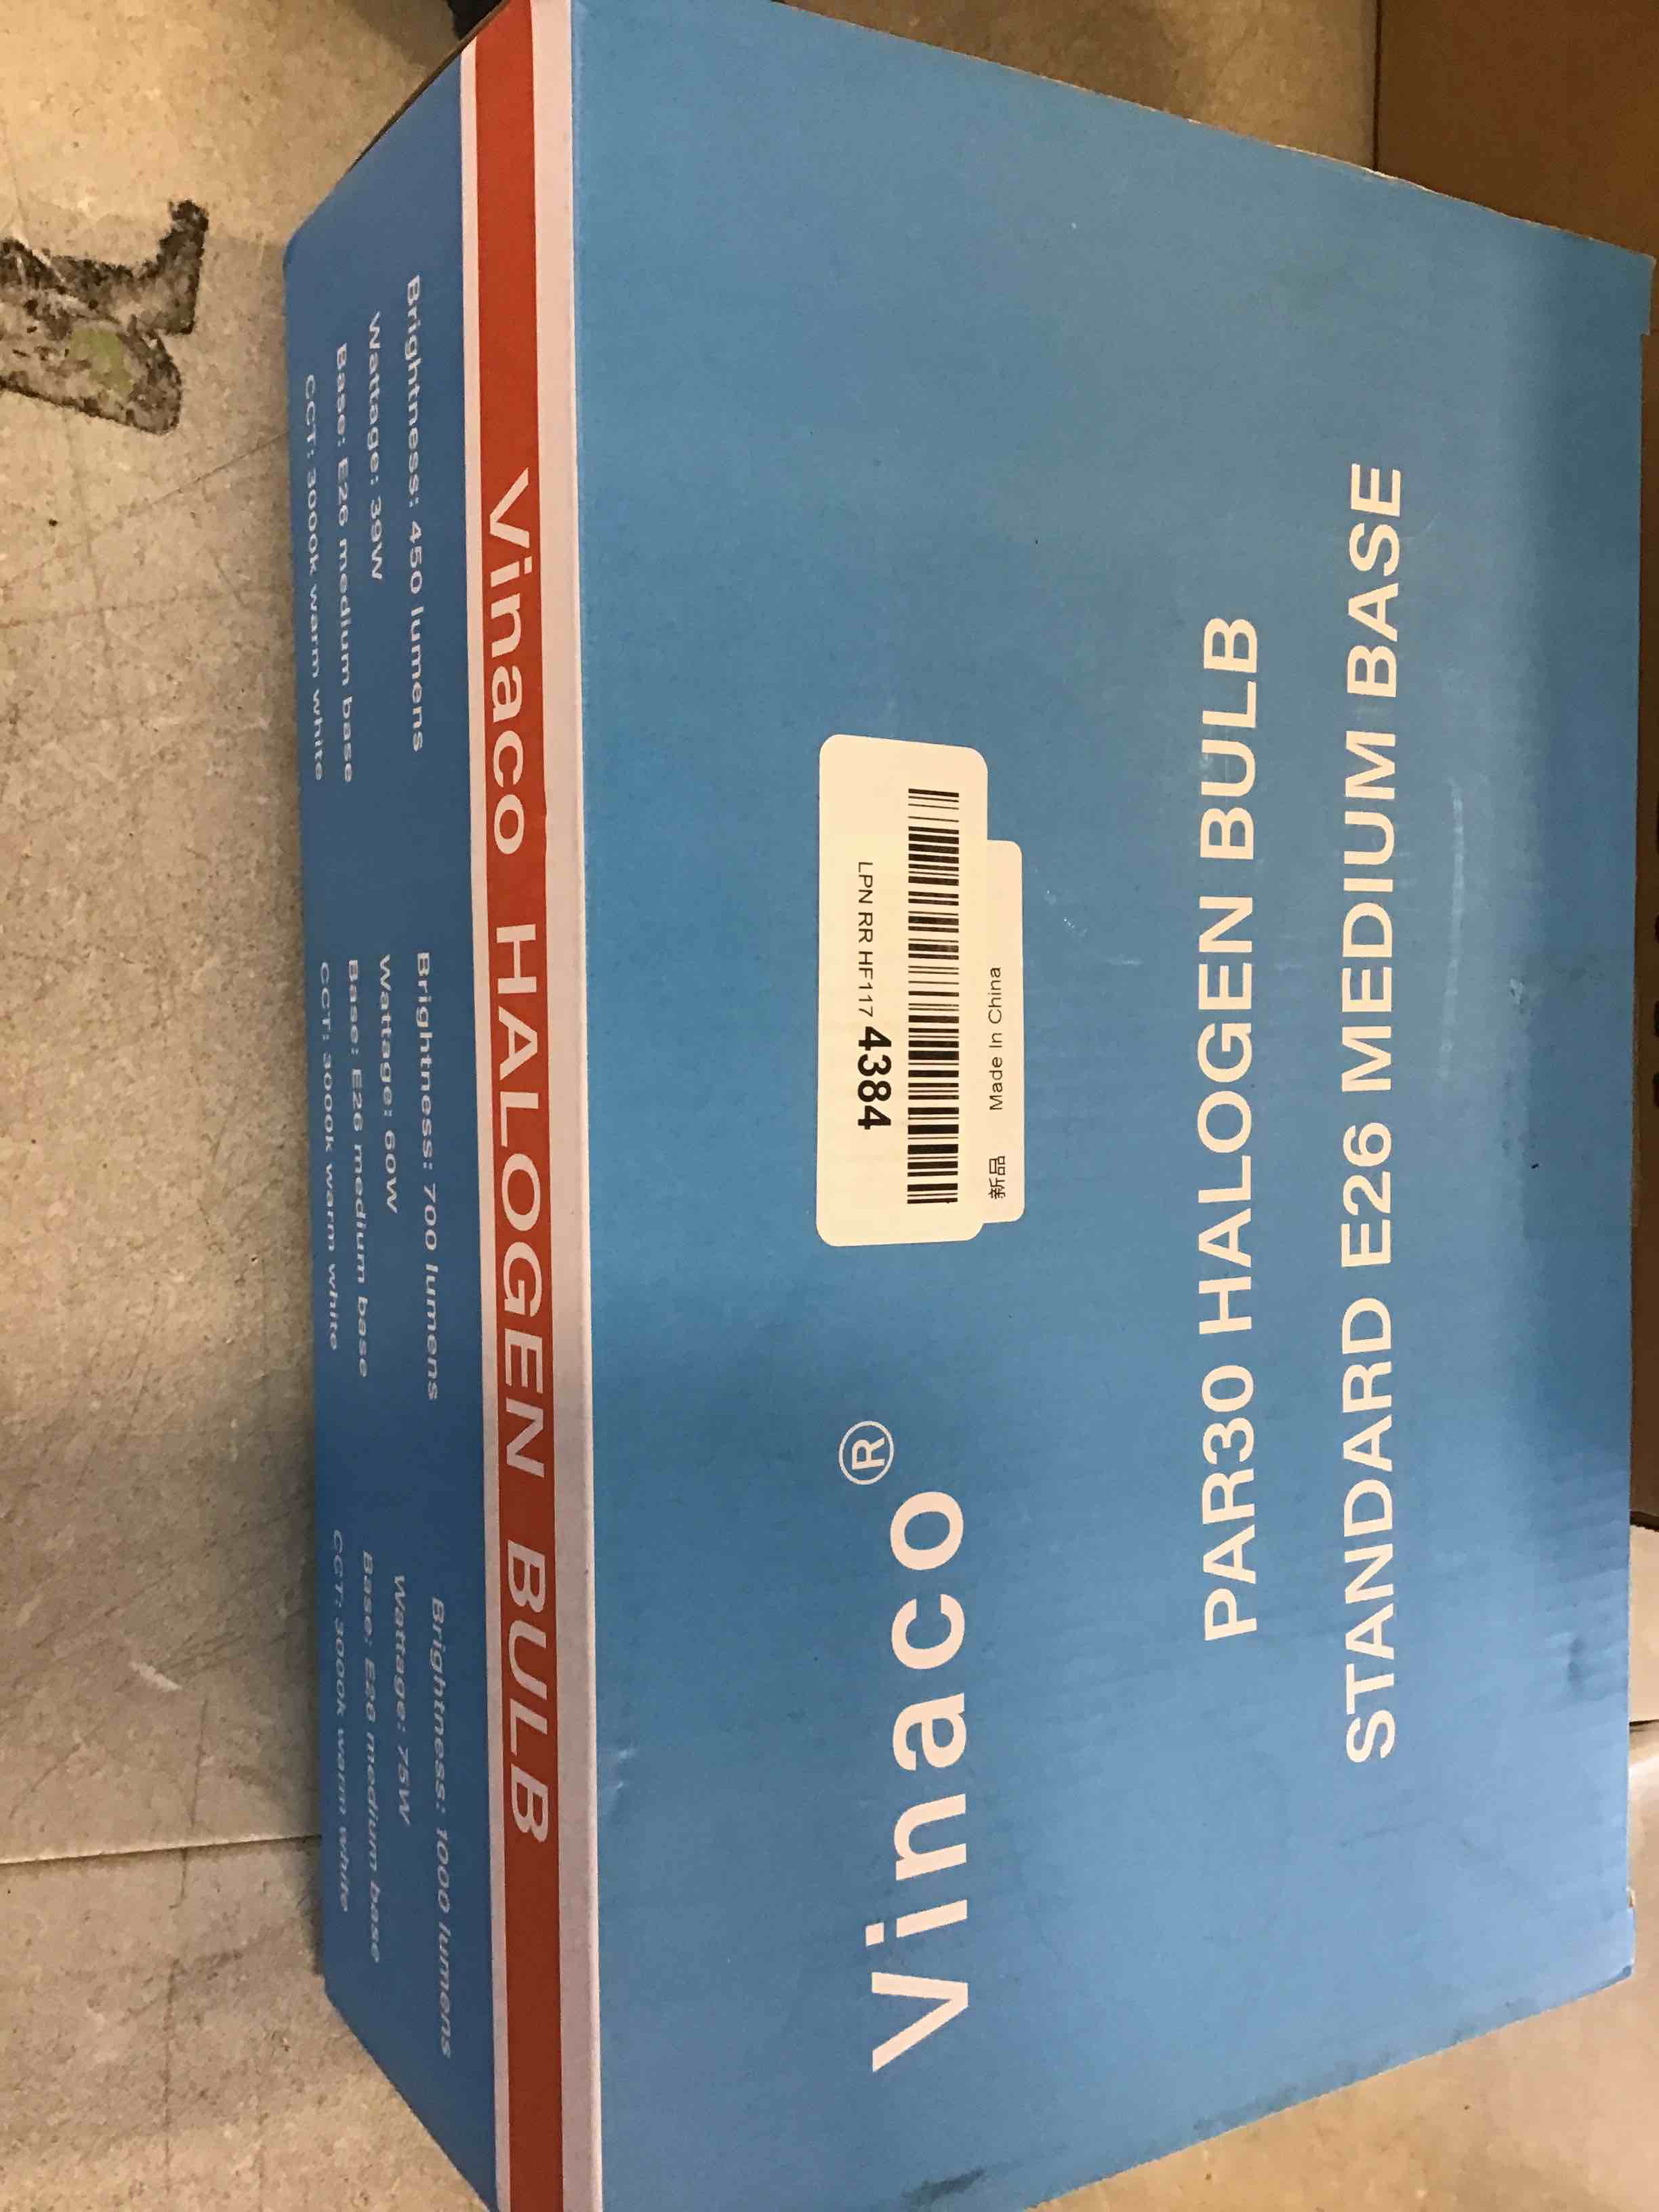 Vinaco®
PAR30 HALOGEN BULB
STANDARD E26 MEDIUM BASE
LPN RR HF1174384
新品 Made In China
Vinaco HALOGEN BULB
Brightness: 450 lumens
Wattage: 39W
Base: E26 medium base
CCT: 3000k warm white
Brightness: 700 lumens
Wattage: 60W
Base: E26 medium base
CCT: 3000k warm white
Brightness: 1000 lumens
Wattage: 75W
Base: E26 medium base
CCT: 3000k warm white